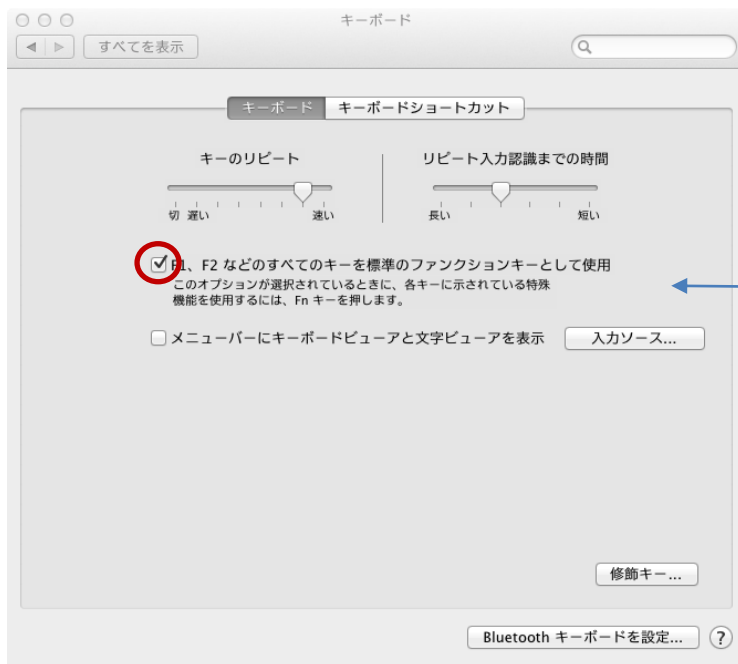 キーボード
すべてを表示
キーボード キーボードショートカット
キーのリピート リピート入力認識までの時間
切 遅い 速い 長い 短い
F1、F2 などのすべてのキーを標準のファンクションキーとして使用
このオプションが選択されているときに、各キーに示されている特殊
機能を使用するには、Fn キーを押します。
メニューバーにキーボードビューアと文字ビューアを表示 入力ソース...
修飾キー...
Bluetooth キーボードを設定... ?